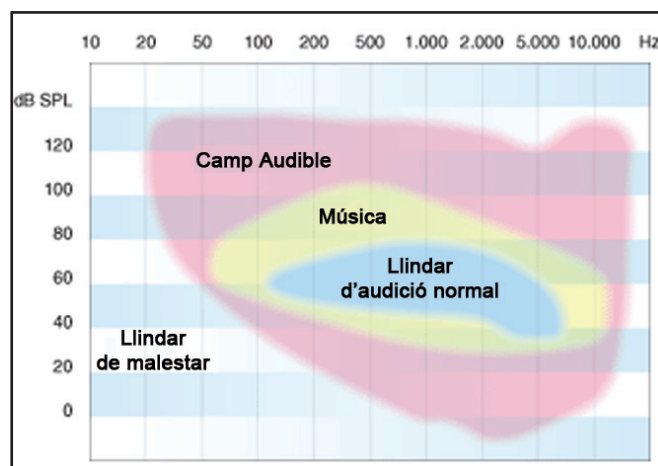 10 20 50 100 200 500 1.000 2.000 5.000 10.000 Hz
dB SPL
120
Camp Audible
100
Música
80
Llindar
d'audició normal
60
40
Llindar
de malestar
20
0